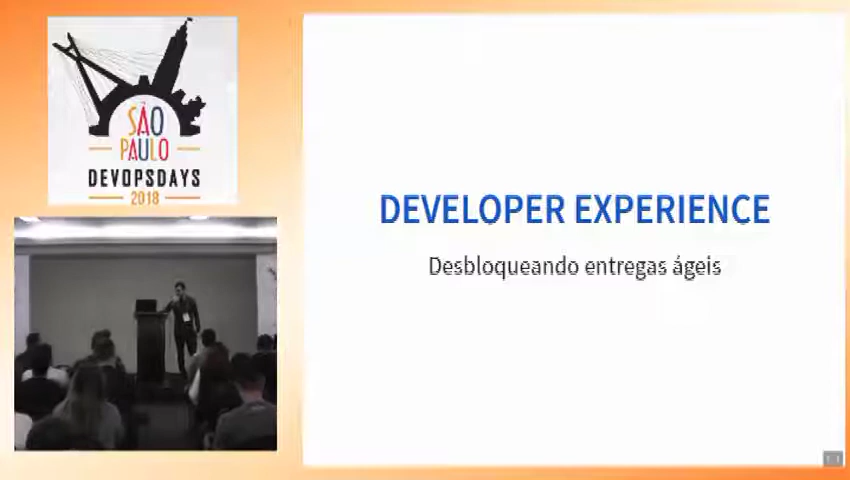 SÃO
PAULO
DEVOPSDAYS
2018
DEVELOPER EXPERIENCE
Desbloqueando entregas ágeis